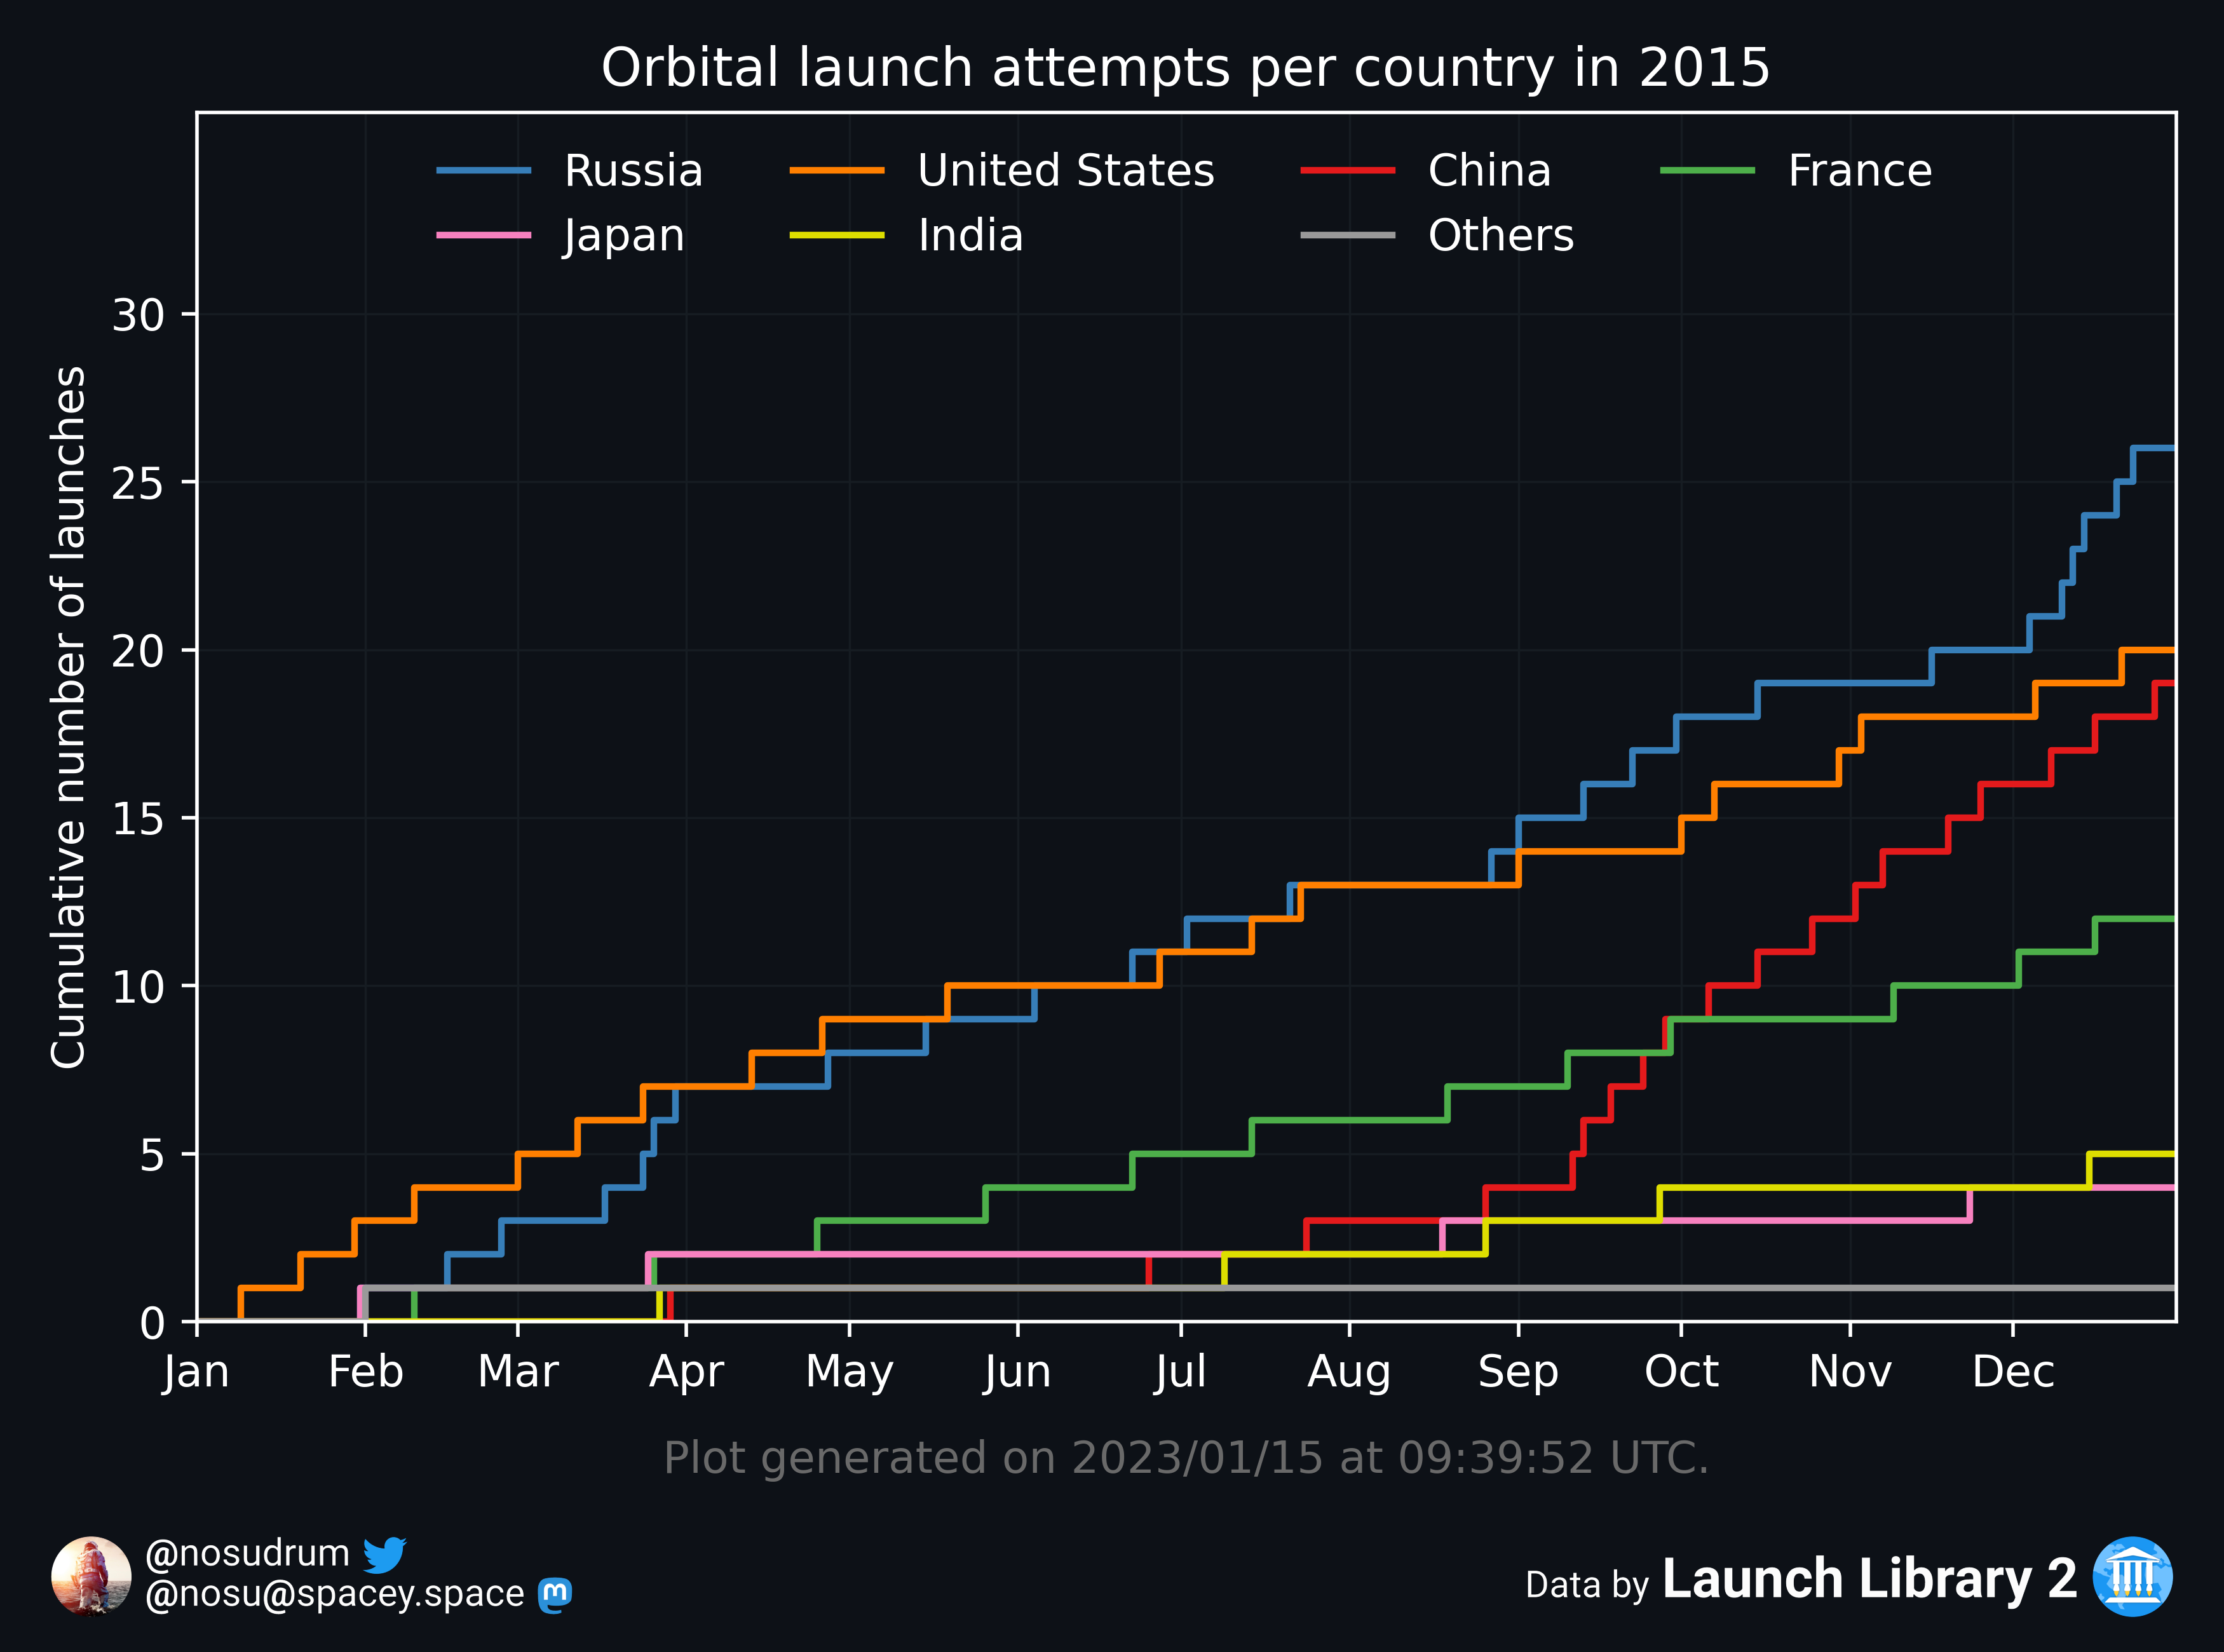 Orbital launch attempts per country in 2015
Russia United States China France
Japan India Others
Cumulative number of launches
30
25
20
15
10
5
0
Jan Feb Mar Apr May Jun Jul Aug Sep Oct Nov Dec
Plot generated on 2023/01/15 at 09:39:52 UTC.
@nosudrum
@nosu@spacey.space
Data by Launch Library 2